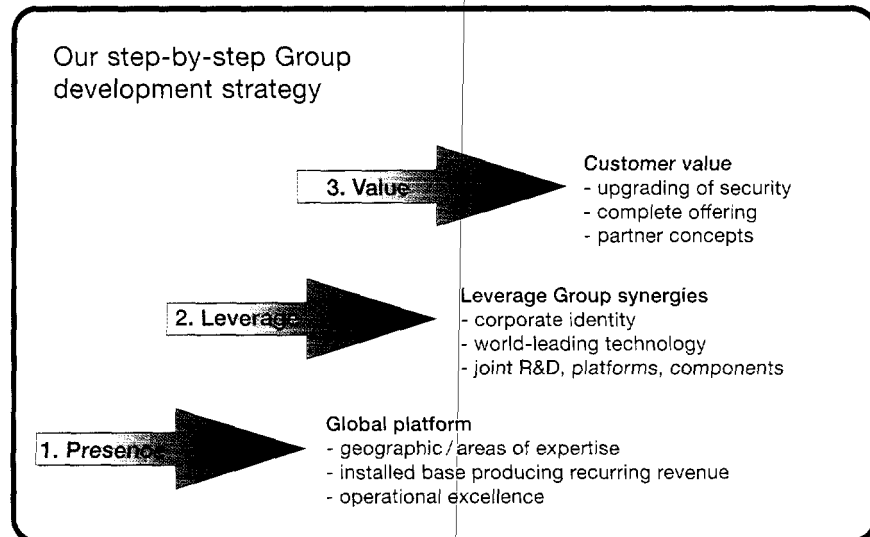 Our step-by-step Group
development strategy
3. Value
Customer value
- upgrading of security
- complete offering
- partner concepts
2. Leverage
Leverage Group synergies
- corporate identity
- world-leading technology
- joint R&D, platforms, components
1. Presence
Global platform
- geographic / areas of expertise
- installed base producing recurring revenue
- operational excellence